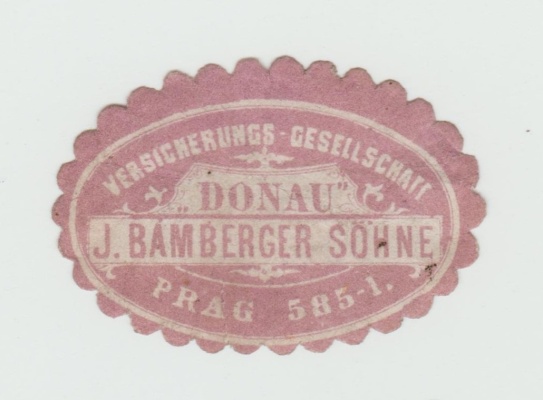 VERSICHERUNGS-GESELLSCHAFT
„DONAU"
J. BAMBERGER SÖHNE
PRAG 585-1.